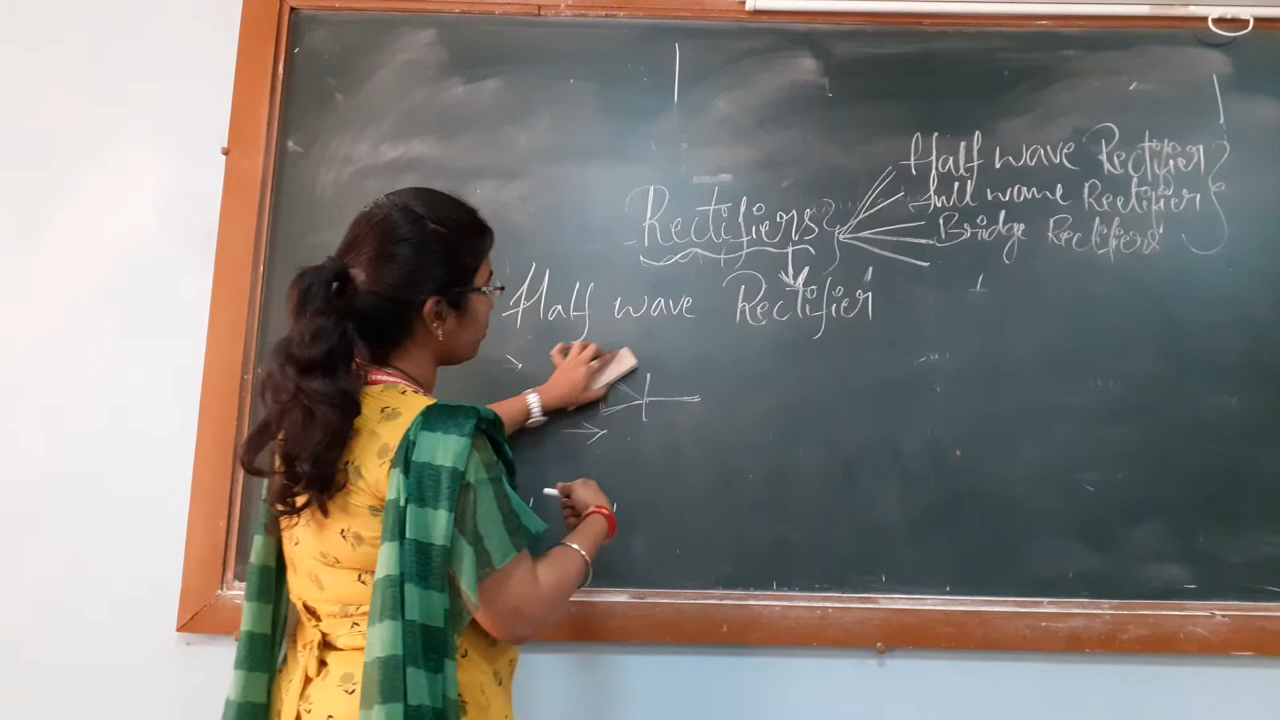 Half wave Rectifier
full wave Rectifier
Bridge Rectifiers
Rectifiers
Half wave Rectifier